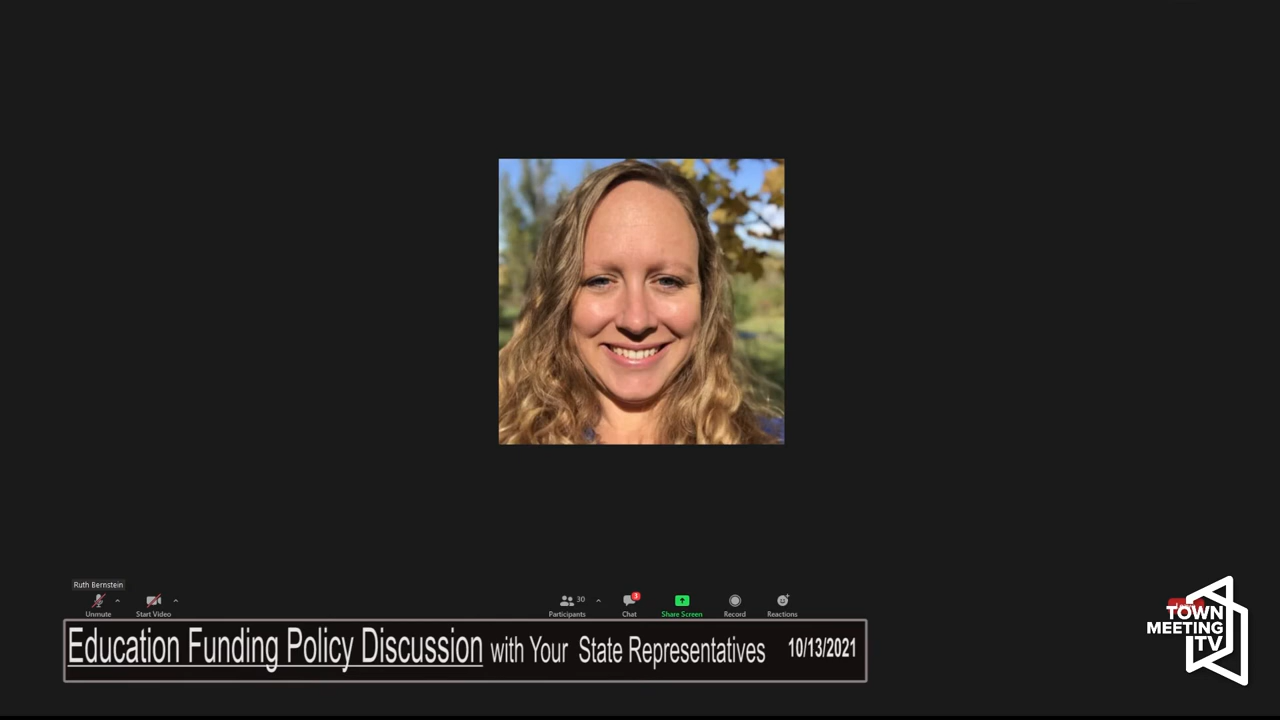 Ruth Bernstein
Unmute
Start Video
30
Participants
3
Chat
Share Screen
Record
Reactions
Education Funding Policy Discussion with Your State Representatives 10/13/2021
TOWN
MEETING
TV